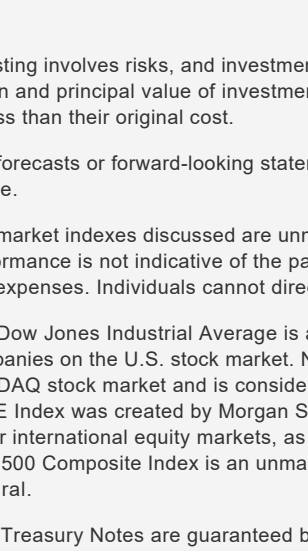 sting involves risks, and investmen
n and principal value of investmen
ss than their original cost.
forecasts or forward-looking state
e.
market indexes discussed are unm
ormance is not indicative of the pa
expenses. Individuals cannot dire
Dow Jones Industrial Average is a
panies on the U.S. stock market. N
DAQ stock market and is conside
E Index was created by Morgan S
r international equity markets, as
500 Composite Index is an unma
ral.
Treasury Notes are guaranteed b